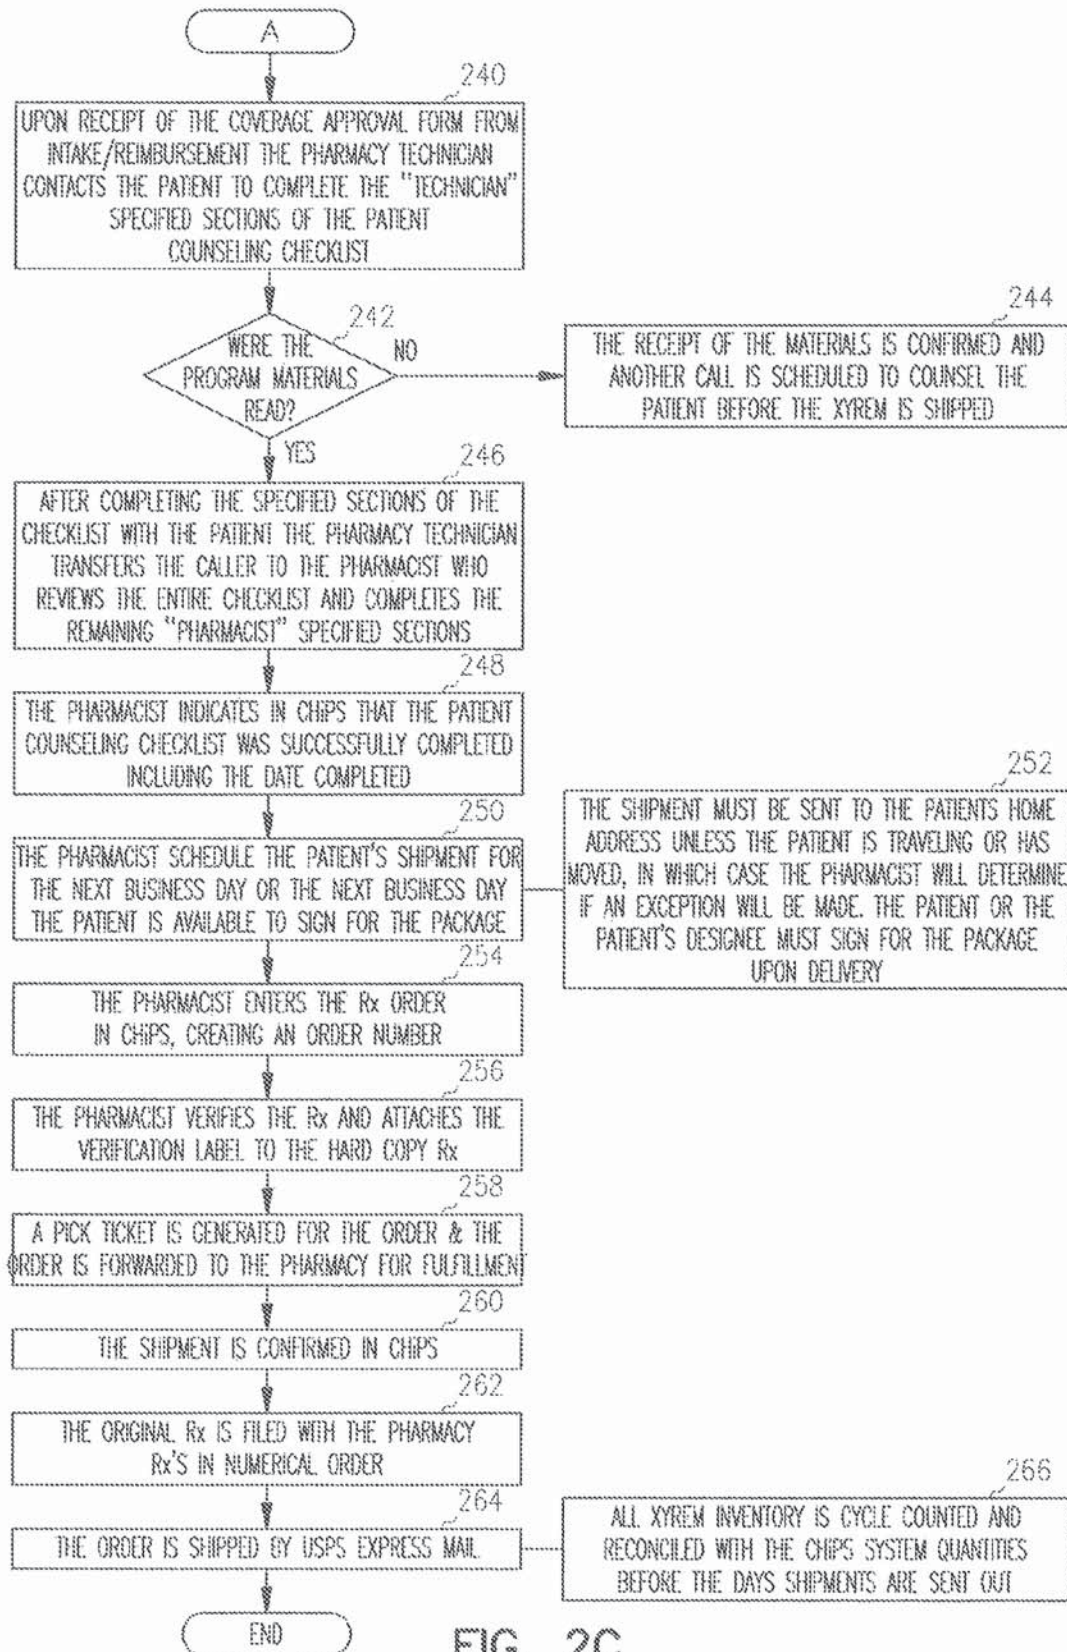 A
240
UPON RECEIPT OF THE COVERAGE APPROVAL FORM FROM
INTAKE/REIMBURSEMENT THE PHARMACY TECHNICIAN
CONTACTS THE PATIENT TO COMPLETE THE "TECHNICIAN"
SPECIFIED SECTIONS OF THE PATIENT
COUNSELING CHECKLIST
242
WERE THE
PROGRAM MATERIALS
READ?
NO
244
THE RECEIPT OF THE MATERIALS IS CONFIRMED AND
ANOTHER CALL IS SCHEDULED TO COUNSEL THE
PATIENT BEFORE THE XYREM IS SHIPPED
YES
246
AFTER COMPLETING THE SPECIFIED SECTIONS OF THE
CHECKLIST WITH THE PATIENT THE PHARMACY TECHNICIAN
TRANSFERS THE CALLER TO THE PHARMACIST WHO
REVIEWS THE ENTIRE CHECKLIST AND COMPLETES THE
REMAINING "PHARMACIST" SPECIFIED SECTIONS
248
THE PHARMACIST INDICATES IN CHIPS THAT THE PATIENT
COUNSELING CHECKLIST WAS SUCCESSFULLY COMPLETED
INCLUDING THE DATE COMPLETED
250
THE PHARMACIST SCHEDULE THE PATIENT'S SHIPMENT FOR
THE NEXT BUSINESS DAY OR THE NEXT BUSINESS DAY
THE PATIENT IS AVAILABLE TO SIGN FOR THE PACKAGE
252
THE SHIPMENT MUST BE SENT TO THE PATIENTS HOME
ADDRESS UNLESS THE PATIENT IS TRAVELING OR HAS
MOVED, IN WHICH CASE THE PHARMACIST WILL DETERMINE
IF AN EXCEPTION WILL BE MADE. THE PATIENT OR THE
PATIENT'S DESIGNEE MUST SIGN FOR THE PACKAGE
UPON DELIVERY
254
THE PHARMACIST ENTERS THE Rx ORDER
IN CHIPS, CREATING AN ORDER NUMBER
256
THE PHARMACIST VERIFIES THE Rx AND ATTACHES THE
VERIFICATION LABEL TO THE HARD COPY Rx
258
A PICK TICKET IS GENERATED FOR THE ORDER & THE
ORDER IS FORWARDED TO THE PHARMACY FOR FULFILLMENT
260
THE SHIPMENT IS CONFIRMED IN CHIPS
262
THE ORIGINAL Rx IS FILED WITH THE PHARMACY
Rx'S IN NUMERICAL ORDER
264
THE ORDER IS SHIPPED BY USPS EXPRESS MAIL
266
ALL XYREM INVENTORY IS CYCLE COUNTED AND
RECONCILED WITH THE CHIPS SYSTEM QUANTITIES
BEFORE THE DAYS SHIPMENTS ARE SENT OUT
END
FIG. 2C